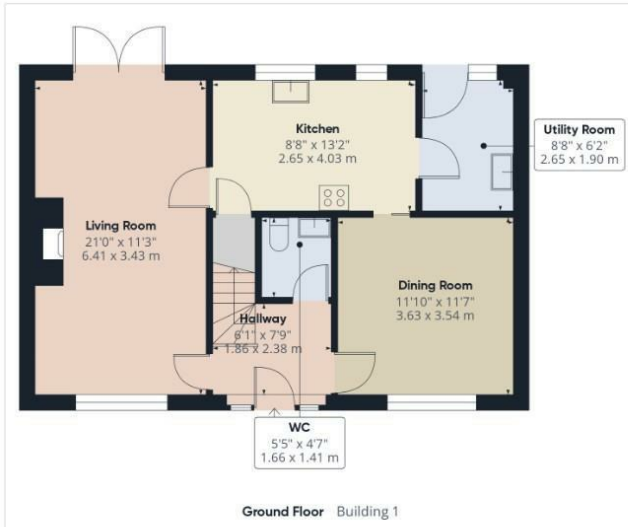 Kitchen
8'8" x 13'2"
2.65 x 4.03 m
Utility Room
8'8" x 6'2"
2.65 x 1.90 m
Living Room
21'0" x 11'3"
6.41 x 3.43 m
Dining Room
11'10" x 11'7"
3.63 x 3.54 m
Hallway
6'1" x 7'9"
1.86 x 2.38 m
WC
5'5" x 4'7"
1.66 x 1.41 m
Ground Floor Building 1